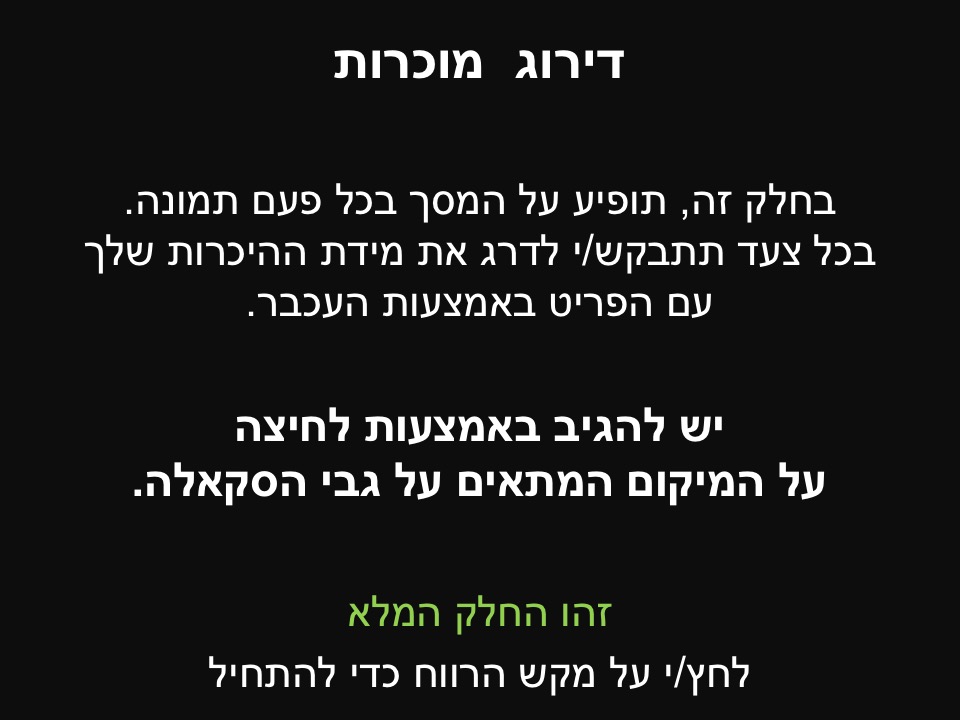 דירוג מוכרות
בחלק זה, תופיע על המסך בכל פעם תמונה.
בכל צעד תתבקש/י לדרג את מידת ההיכרות שלך
עם הפריט באמצעות העכבר.
יש להגיב באמצעות לחיצה
על המיקום המתאים על גבי הסקאלה.
זהו החלק המלא
לחץ/י על מקש הרווח כדי להתחיל